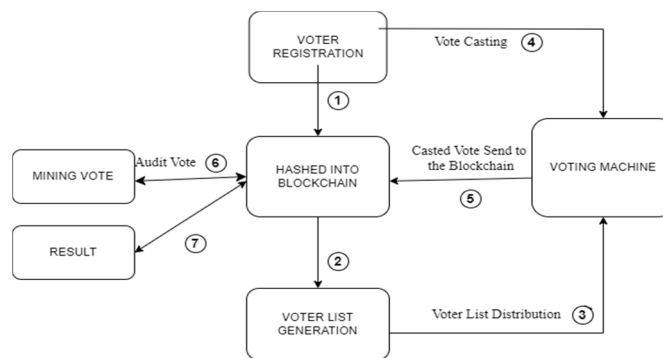 VOTER
REGISTRATION
Vote Casting
4
1
MINING VOTE
Audit Vote
6
HASHED INTO
BLOCKCHAIN
Casted Vote Send to
the Blockchain
5
VOTING MACHINE
RESULT
7
2
VOTER LIST
GENERATION
Voter List Distribution
3